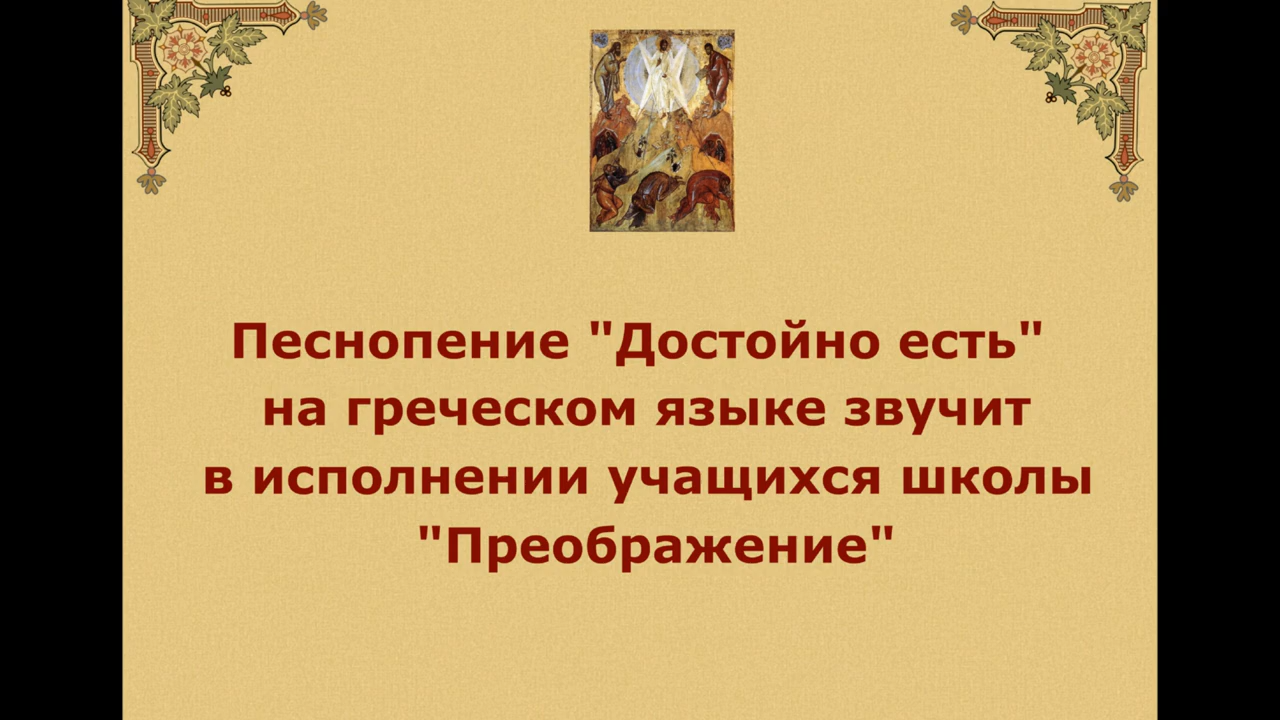 Песнопение "Достойно есть"
на греческом языке звучит
в исполнении учащихся школы
"Преображение"